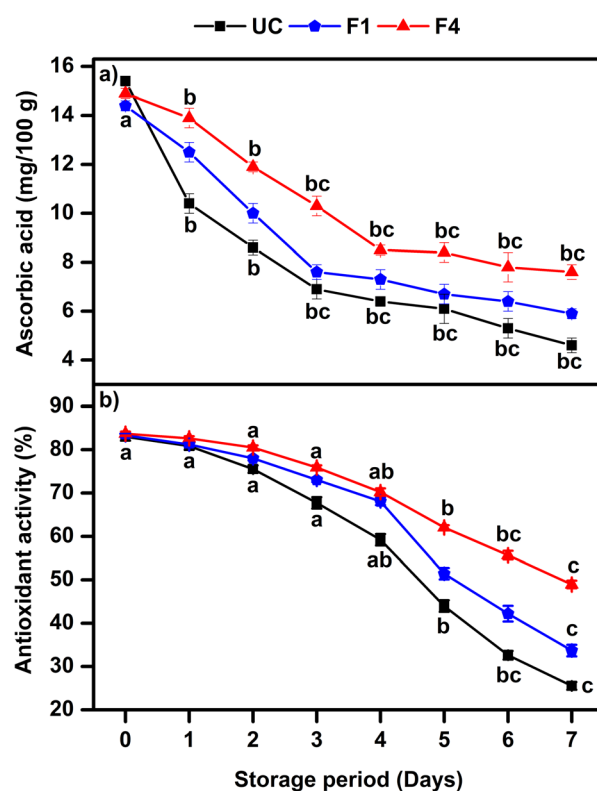 UC F1 F4
a)
Ascorbic acid (mg/100 g)
16
14
12
10
8
6
4
a
b
b
b
b
bc
bc
bc
bc
bc
bc
bc
bc
bc
bc
b)
Antioxidant activity (%)
90
80
70
60
50
40
30
20
a
a
a
a
a
a
ab
ab
b
b
bc
bc
c
c
c
0 1 2 3 4 5 6 7
Storage period (Days)